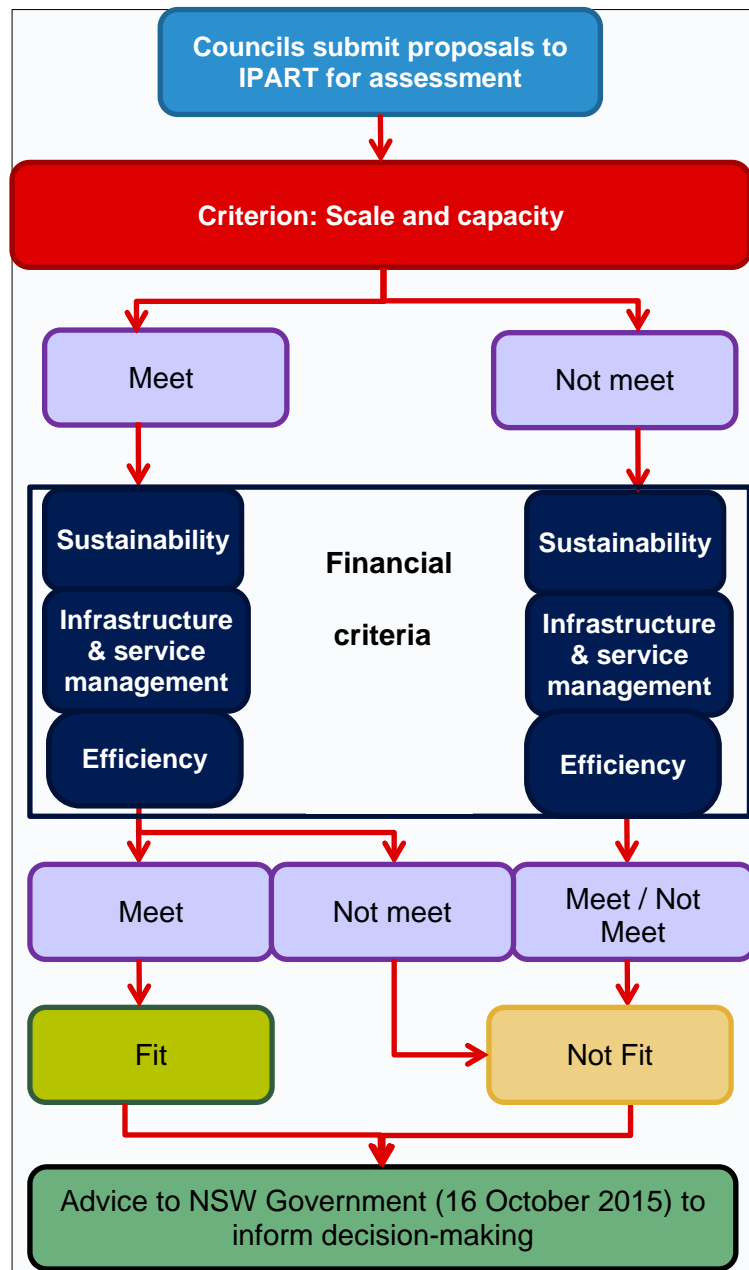 Councils submit proposals to
IPART for assessment
Criterion: Scale and capacity
Meet
Not meet
Sustainability
Infrastructure
& service
management
Efficiency
Financial
criteria
Sustainability
Infrastructure
& service
management
Efficiency
Meet
Not meet
Meet / Not
Meet
Fit
Not Fit
Advice to NSW Government (16 October 2015) to
inform decision-making